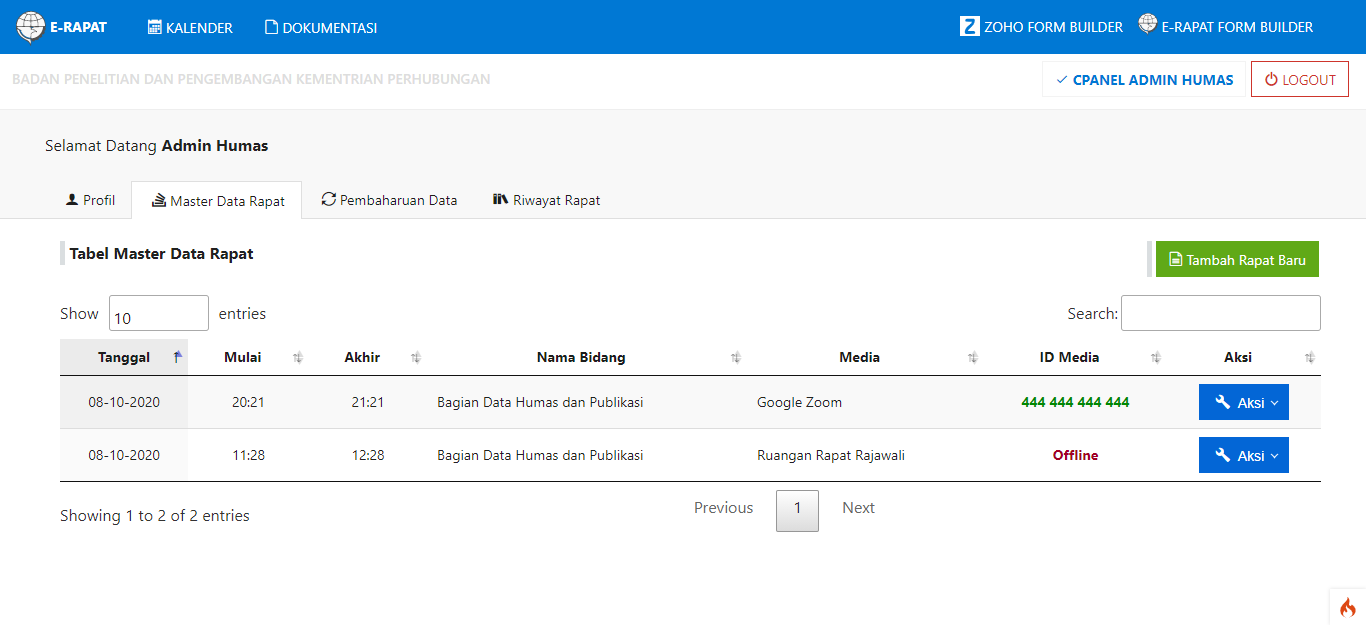 E-RAPAT KALENDER DOKUMENTASI Z ZOHO FORM BUILDER E-RAPAT FORM BUILDER
BADAN PENELITIAN DAN PENGEMBANGAN KEMENTRIAN PERHUBUNGAN CPANEL ADMIN HUMAS LOGOUT
Selamat Datang Admin Humas
Profil Master Data Rapat Pembaharuan Data Riwayat Rapat
Tabel Master Data Rapat Tambah Rapat Baru
Show 10 entries Search:
Tanggal Mulai Akhir Nama Bidang Media ID Media Aksi
08-10-2020 20:21 21:21 Bagian Data Humas dan Publikasi Google Zoom 444 444 444 444 Aksi
08-10-2020 11:28 12:28 Bagian Data Humas dan Publikasi Ruangan Rapat Rajawali Offline Aksi
Showing 1 to 2 of 2 entries Previous 1 Next